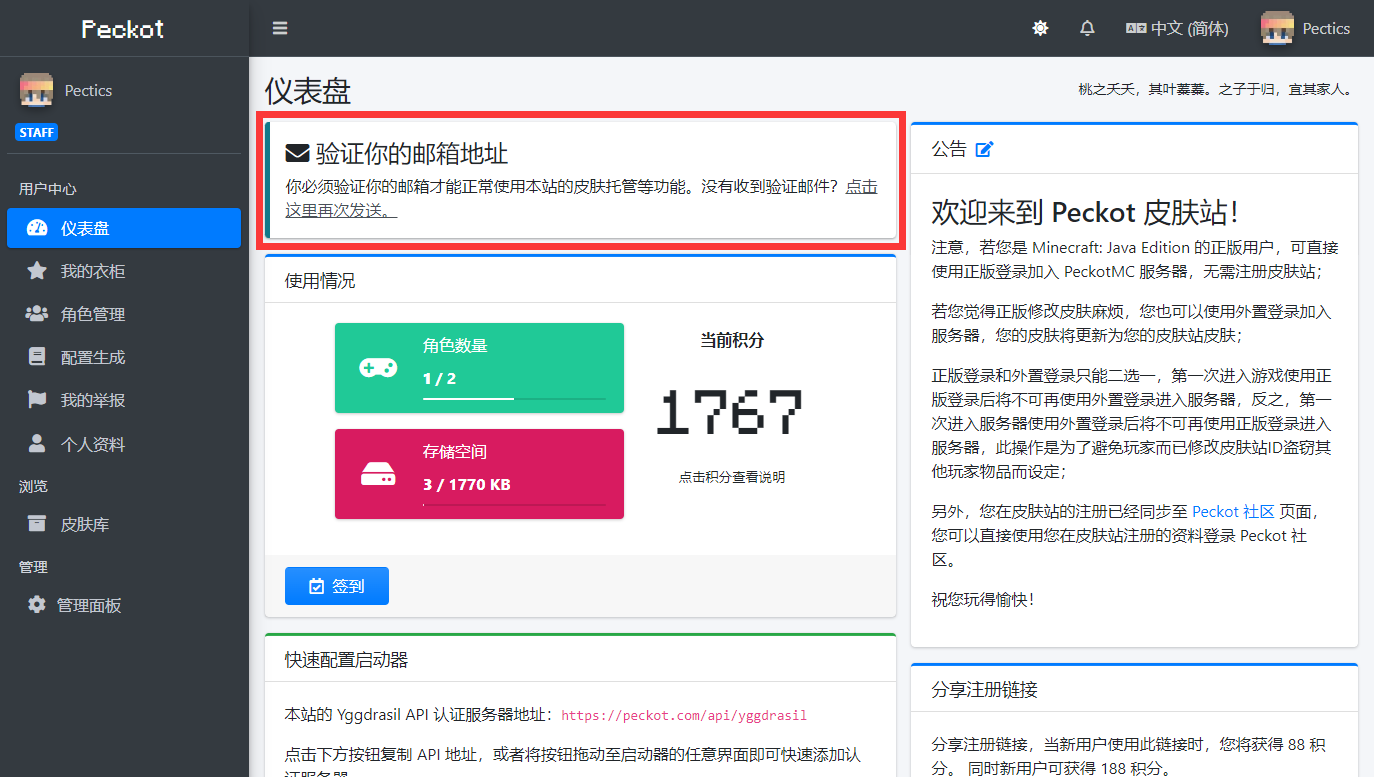 Peckot
中文 (简体)
Pectics
Pectics
STAFF
用户中心
仪表盘
我的衣柜
角色管理
配置生成
我的举报
个人资料
浏览
皮肤库
管理
管理面板
仪表盘
桃之夭夭，其叶蓁蓁。之子于归，宜其家人。
验证你的邮箱地址
你必须验证你的邮箱才能正常使用本站的皮肤托管等功能。没有收到验证邮件？点击
这里再次发送。
使用情况
角色数量
1 / 2
存储空间
3 / 1770 KB
当前积分
1767
点击积分查看说明
签到
快速配置启动器
本站的 Yggdrasil API 认证服务器地址：https://peckot.com/api/yggdrasil
点击下方按钮复制 API 地址，或者将按钮拖动至启动器的任意界面即可快速添加认
证服务器
公告
欢迎来到 Peckot 皮肤站！
注意，若您是 Minecraft: Java Edition 的正版用户，可直接
使用正版登录加入 PeckotMC 服务器，无需注册皮肤站；
若您觉得正版修改皮肤麻烦，您也可以使用外置登录加入
服务器，您的皮肤将更新为您的皮肤站皮肤；
正版登录和外置登录只能二选一，第一次进入游戏使用正
版登录后将不可再使用外置登录进入服务器，反之，第一
次进入服务器使用外置登录后将不可再使用正版登录进入
服务器，此操作是为了避免玩家而已修改皮肤站ID盗窃其
他玩家物品而设定；
另外，您在皮肤站的注册已经同步至 Peckot 社区 页面，
您可以直接使用您在皮肤站注册的资料登录 Peckot 社
区。
祝您玩得愉快！
分享注册链接
分享注册链接，当新用户使用此链接时，您将获得 88 积
分。 同时新用户可获得 188 积分。